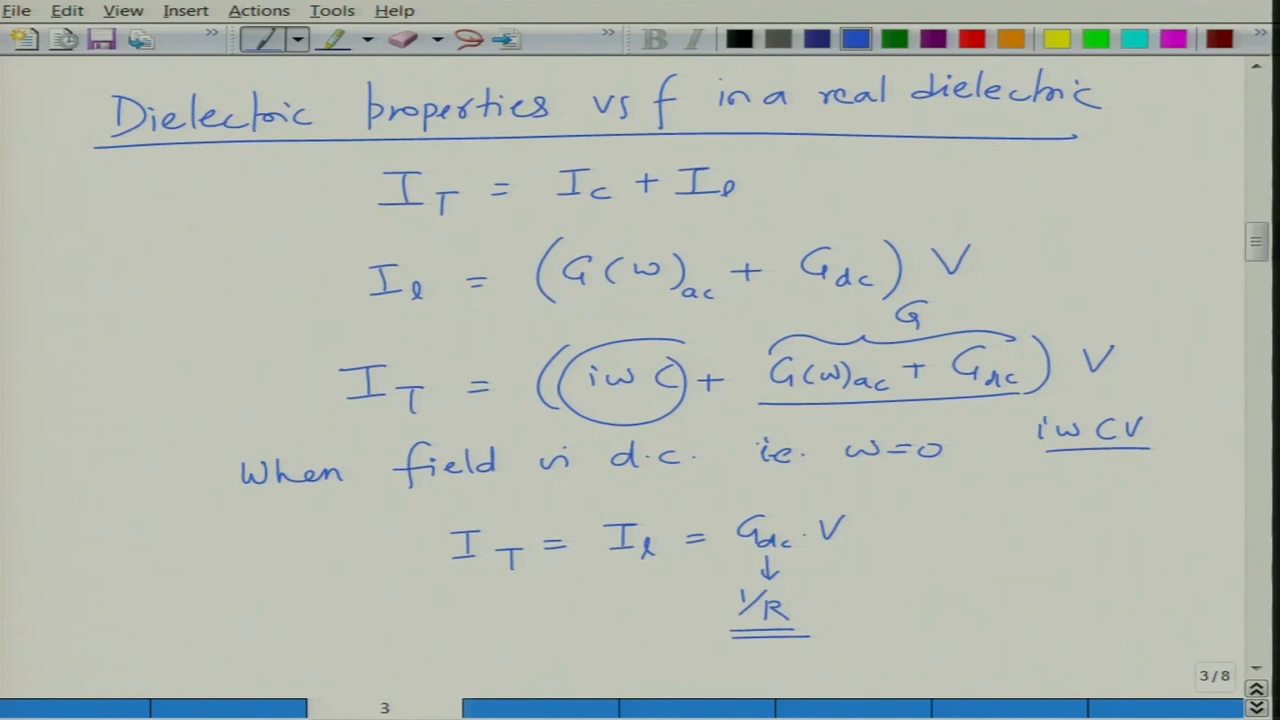 File Edit View Insert Actions Tools Help
B I
Dielectric properties vs f in a real dielectric
I_T = I_C + I_l
I_l = (G(ω)_ac + G_dc) V
G
I_T = ((iωC) + G(ω)_ac + G_dc) V
iωCV
When field is d.c. i.e. ω=0
I_T = I_l = G_dc · V
↓
1/R
3/8
3